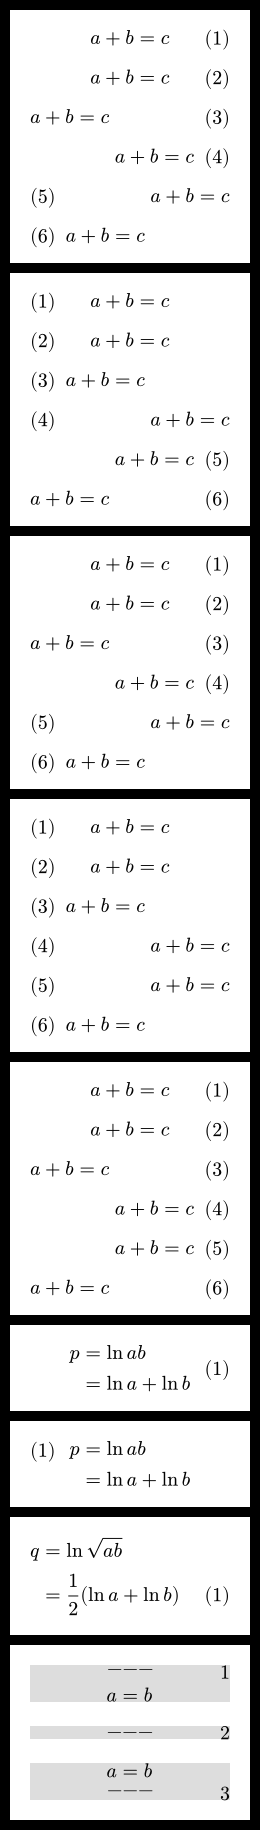 a + b = c (1)
a + b = c (2)
a + b = c (3)
a + b = c (4)
(5) a + b = c
(6) a + b = c
(1) a + b = c
(2) a + b = c
(3) a + b = c
(4) a + b = c
a + b = c (5)
a + b = c (6)
a + b = c (1)
a + b = c (2)
a + b = c (3)
a + b = c (4)
(5) a + b = c
(6) a + b = c
(1) a + b = c
(2) a + b = c
(3) a + b = c
(4) a + b = c
(5) a + b = c
(6) a + b = c
a + b = c (1)
a + b = c (2)
a + b = c (3)
a + b = c (4)
a + b = c (5)
a + b = c (6)
p = ln ab
(1)
= ln a + ln b
(1) p = ln ab
= ln a + ln b
q = ln √ab
= 1/2(ln a + ln b) (1)
− − − 1
a = b
− − − 2
a = b
− − − 3